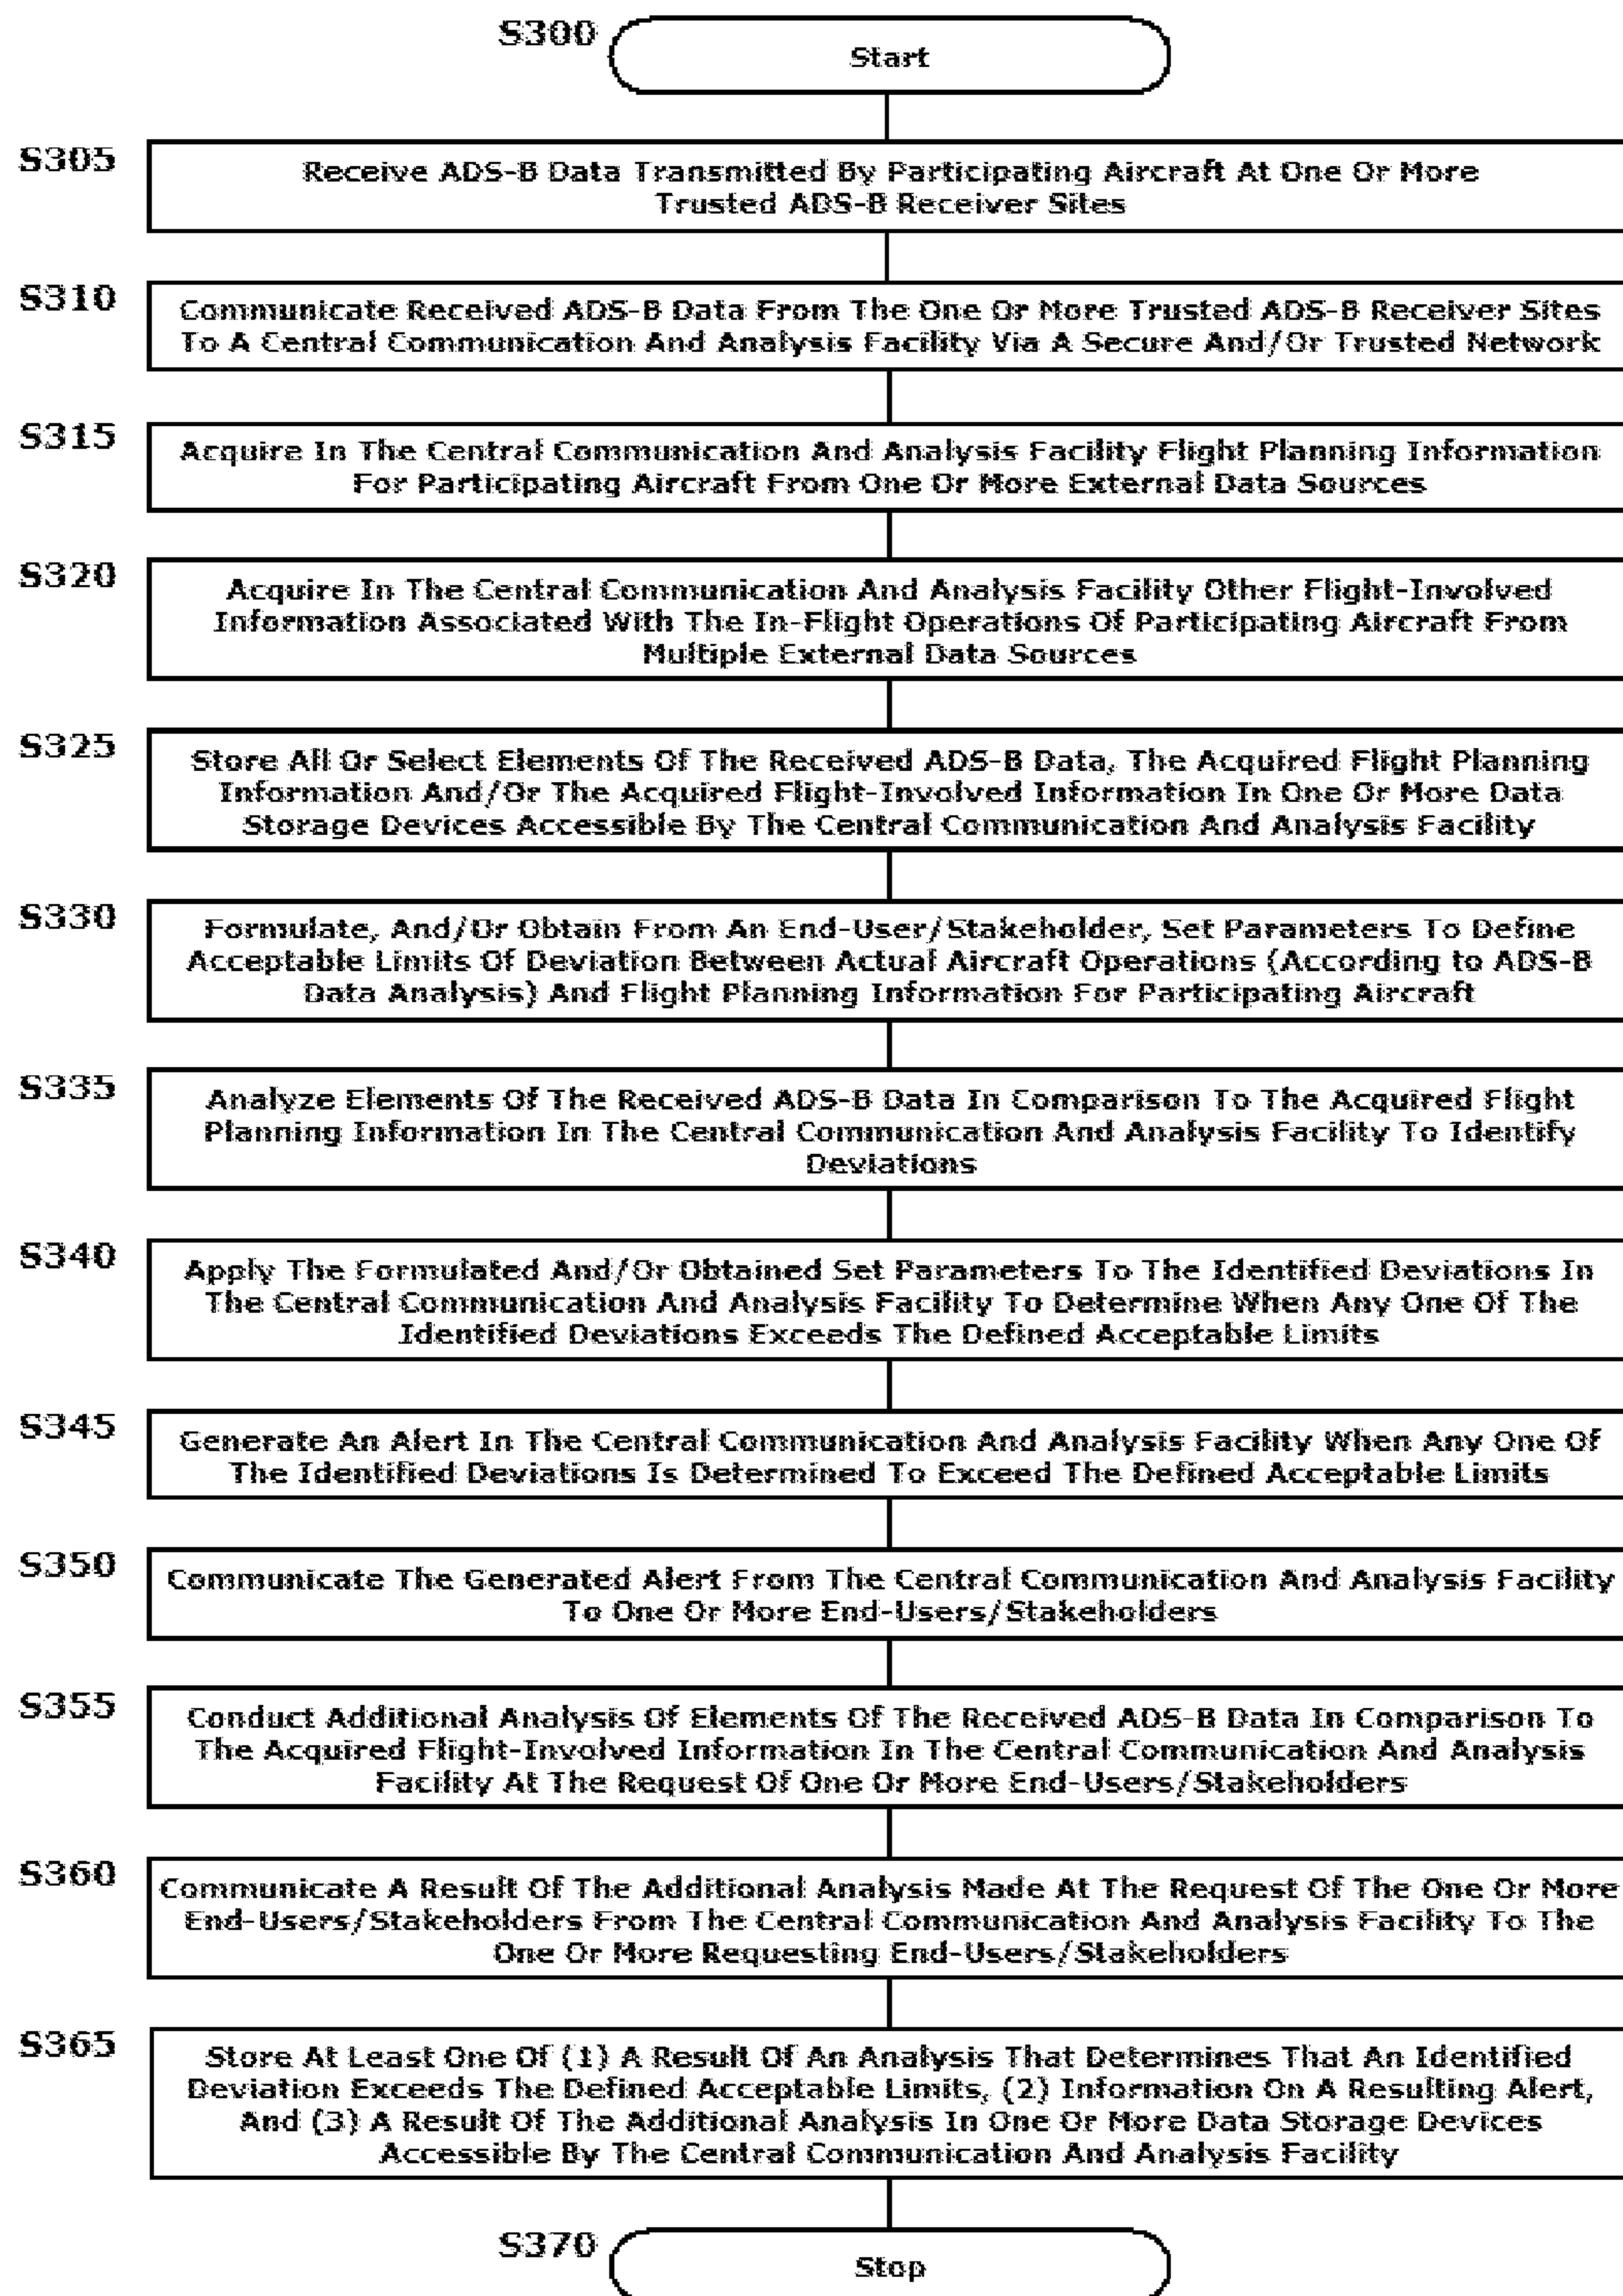 S300
Start
S305
Receive ADS-B Data Transmitted By Participating Aircraft At One Or More
Trusted ADS-B Receiver Sites
S310
Communicate Received ADS-B Data From The One Or More Trusted ADS-B Receiver Sites
To A Central Communication And Analysis Facility Via A Secure And/Or Trusted Network
S315
Acquire In The Central Communication And Analysis Facility Flight Planning Information
For Participating Aircraft From One Or More External Data Sources
S320
Acquire In The Central Communication And Analysis Facility Other Flight-Involved
Information Associated With The In-Flight Operations Of Participating Aircraft From
Multiple External Data Sources
S325
Store All Or Select Elements Of The Received ADS-B Data, The Acquired Flight Planning
Information And/Or The Acquired Flight-Involved Information In One Or More Data
Storage Devices Accessible By The Central Communication And Analysis Facility
S330
Formulate, And/Or Obtain From An End-User/Stakeholder, Set Parameters To Define
Acceptable Limits Of Deviation Between Actual Aircraft Operations (According to ADS-B
Data Analysis) And Flight Planning Information For Participating Aircraft
S335
Analyze Elements Of The Received ADS-B Data In Comparison To The Acquired Flight
Planning Information In The Central Communication And Analysis Facility To Identify
Deviations
S340
Apply The Formulated And/Or Obtained Set Parameters To The Identified Deviations In
The Central Communication And Analysis Facility To Determine When Any One Of The
Identified Deviations Exceeds The Defined Acceptable Limits
S345
Generate An Alert In The Central Communication And Analysis Facility When Any One Of
The Identified Deviations Is Determined To Exceed The Defined Acceptable Limits
S350
Communicate The Generated Alert From The Central Communication And Analysis Facility
To One Or More End-Users/Stakeholders
S355
Conduct Additional Analysis Of Elements Of The Received ADS-B Data In Comparison To
The Acquired Flight-Involved Information In The Central Communication And Analysis
Facility At The Request Of One Or More End-Users/Stakeholders
S360
Communicate A Result Of The Additional Analysis Made At The Request Of The One Or More
End-Users/Stakeholders From The Central Communication And Analysis Facility To The
One Or More Requesting End-Users/Stakeholders
S365
Store At Least One Of (1) A Result Of An Analysis That Determines That An Identified
Deviation Exceeds The Defined Acceptable Limits, (2) Information On A Resulting Alert,
And (3) A Result Of The Additional Analysis In One Or More Data Storage Devices
Accessible By The Central Communication And Analysis Facility
S370
Stop